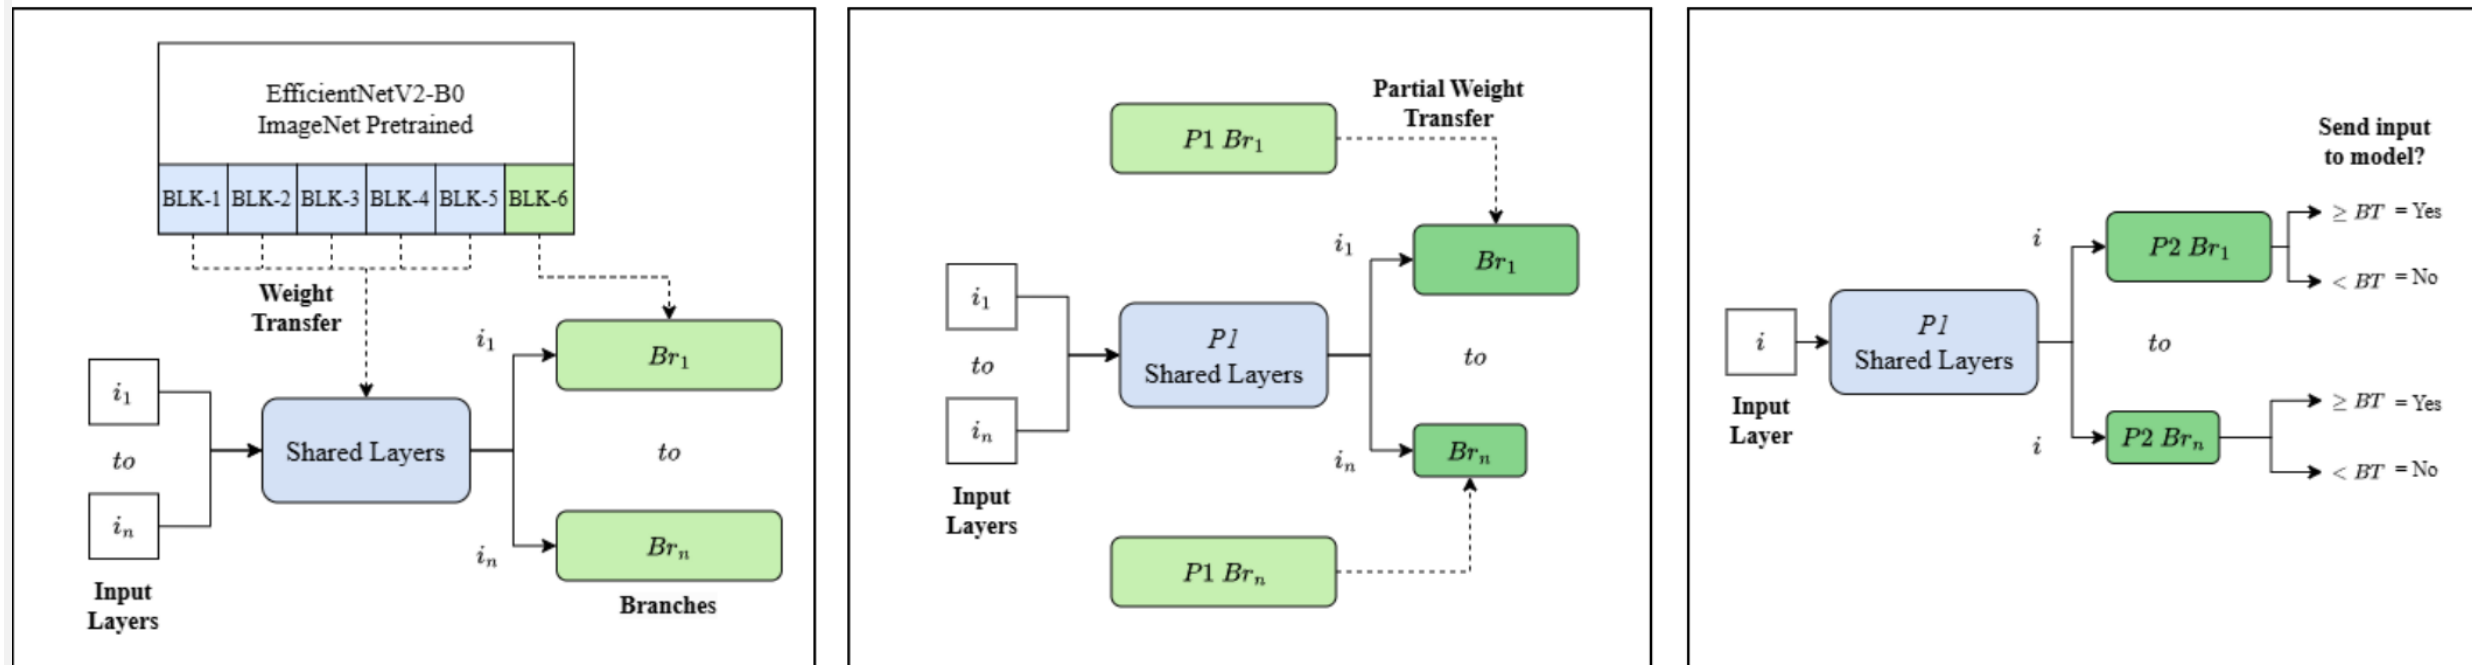 EfficientNetV2-B0
ImageNet Pretrained
BLK-1 BLK-2 BLK-3 BLK-4 BLK-5 BLK-6
Weight
Transfer
i₁
to
iₙ
Input
Layers
Shared Layers
i₁
iₙ
Br₁
to
Brₙ
Branches
Partial Weight
Transfer
P1 Br₁
i₁
to
iₙ
Input
Layers
P1
Shared Layers
i₁
iₙ
Br₁
to
Brₙ
P1 Brₙ
Send input
to model?
i
Input
Layer
P1
Shared Layers
i
i
P2 Br₁
≥ BT = Yes
< BT = No
to
P2 Brₙ
≥ BT = Yes
< BT = No